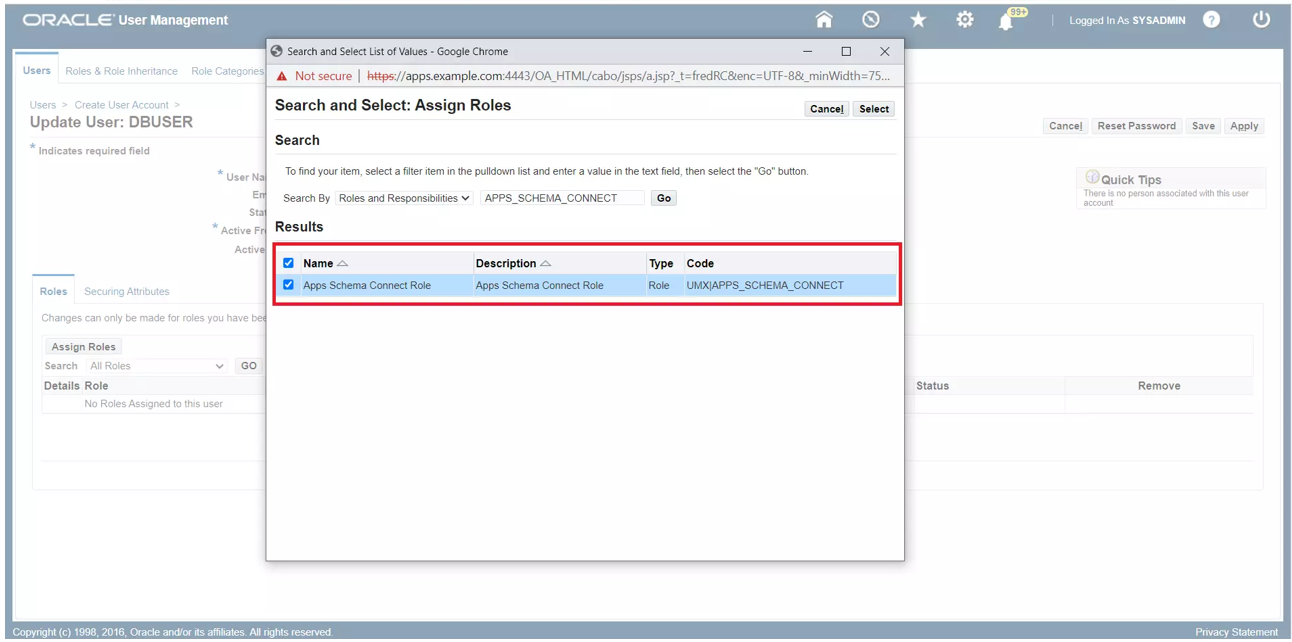 ORACLE® User Management
99+
Logged In As SYSADMIN
?
Users
Roles & Role Inheritance
Role Categories
Users > Create User Account >
Update User: DBUSER
Cancel
Reset Password
Save
Apply
* Indicates required field
* User Na
Em
Stat
* Active Fr
Active
Quick Tips
There is no person associated with this user
account
Roles
Securing Attributes
Changes can only be made for roles you have bee
Assign Roles
Search All Roles GO
Details Role Status Remove
No Roles Assigned to this user
Search and Select List of Values - Google Chrome
Not secure | https://apps.example.com:4443/OA_HTML/cabo/jsps/a.jsp?_t=fredRC&enc=UTF-8&_minWidth=75...
Search and Select: Assign Roles
Cancel
Select
Search
To find your item, select a filter item in the pulldown list and enter a value in the text field, then select the "Go" button.
Search By Roles and Responsibilities APPS_SCHEMA_CONNECT Go
Results
Name Description Type Code
Apps Schema Connect Role Apps Schema Connect Role Role UMX|APPS_SCHEMA_CONNECT
Copyright (c) 1998, 2016, Oracle and/or its affiliates. All rights reserved.
Privacy Statement